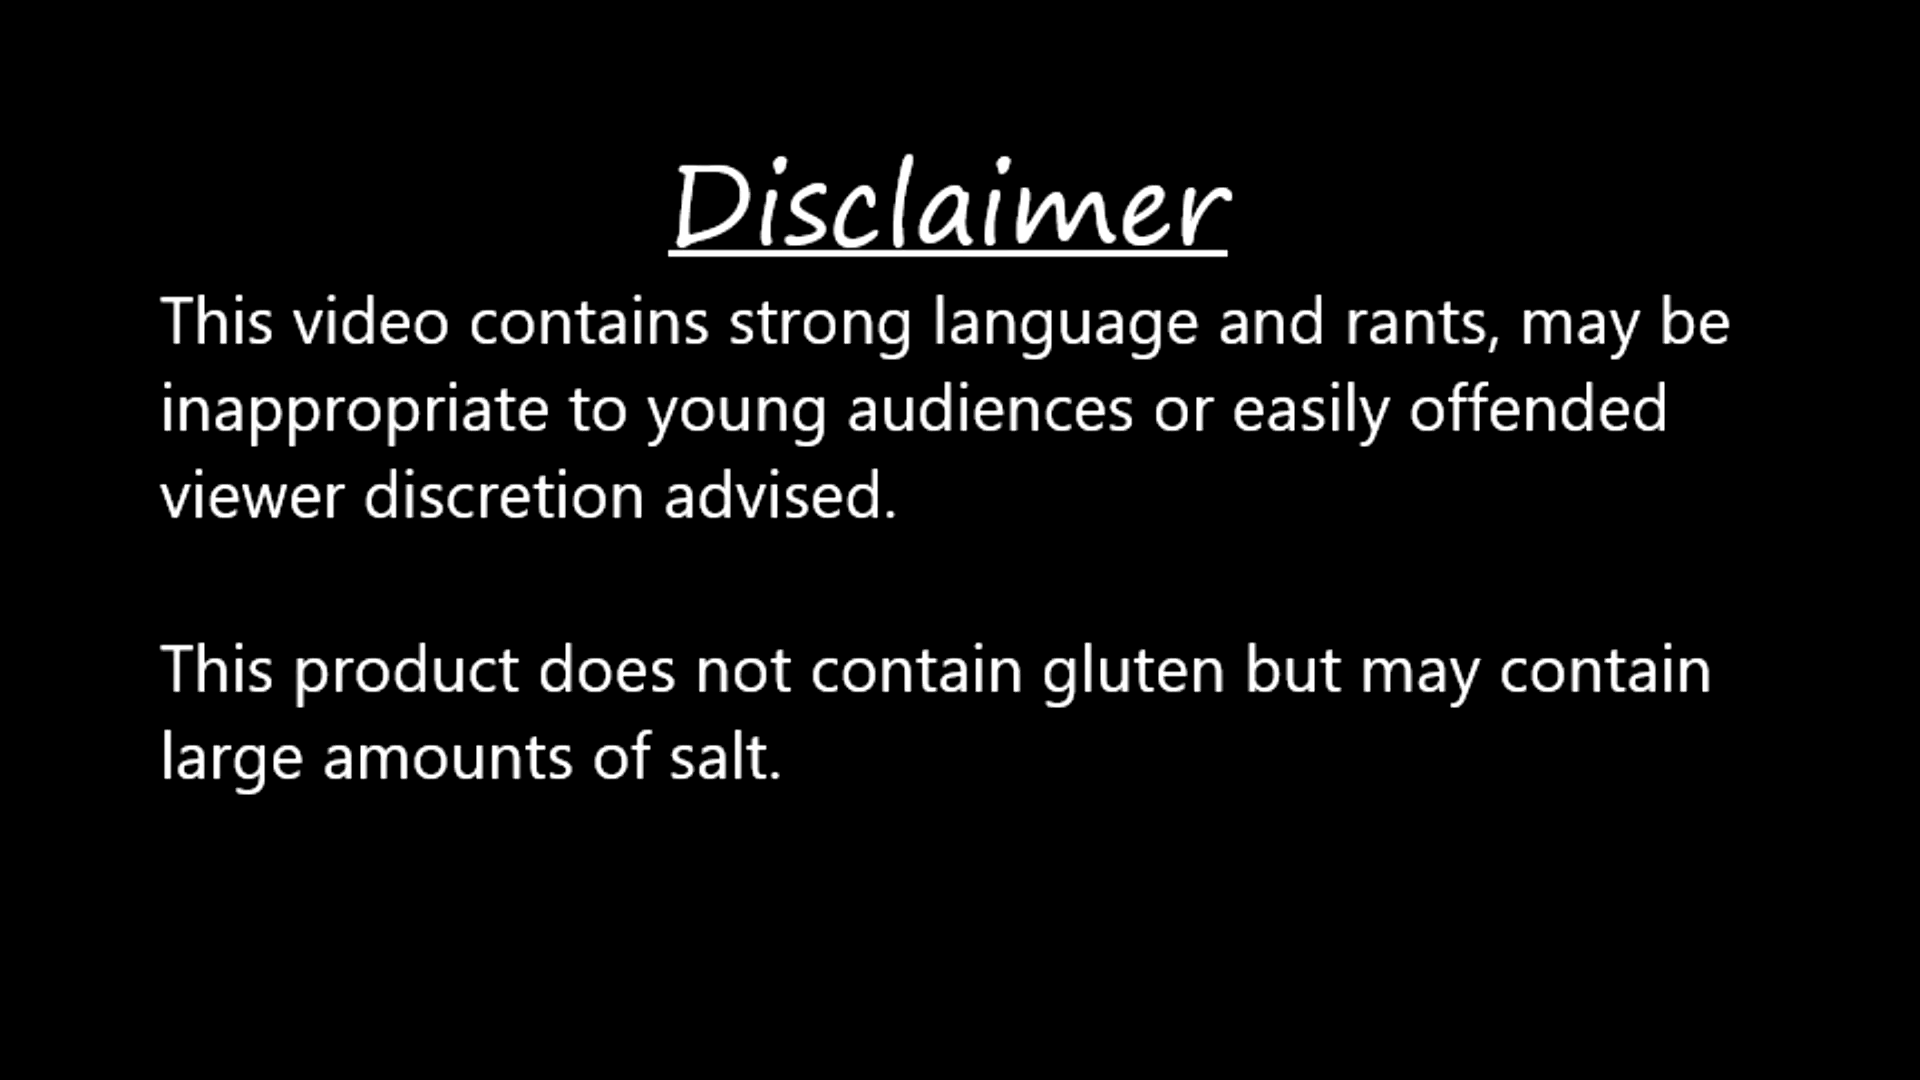 Disclaimer
This video contains strong language and rants, may be
inappropriate to young audiences or easily offended
viewer discretion advised.
This product does not contain gluten but may contain
large amounts of salt.